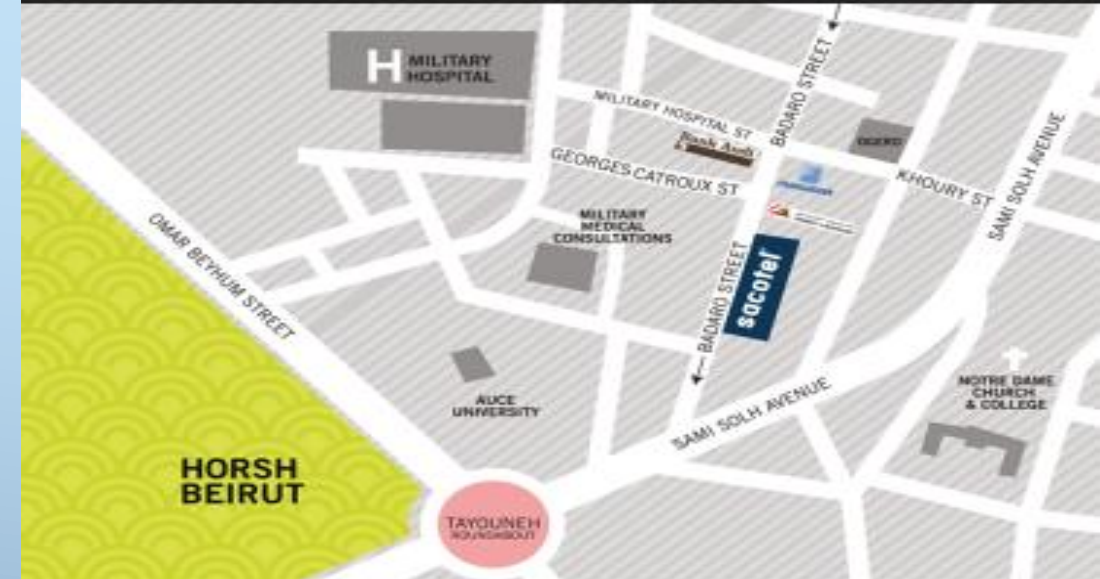 H MILITARY
HOSPITAL
BADARO STREET
MILITARY HOSPITAL ST
Bank Audi
OGERO
GEORGES CATROUX ST
KHOURY ST
SAMI SOLH AVENUE
MILITARY
MEDICAL
CONSULTATIONS
OMAR BEYHUM STREET
BADARO STREET
sacotel
AUCE
UNIVERSITY
SAMI SOLH AVENUE
NOTRE DAME
CHURCH
& COLLEGE
HORSH
BEIRUT
TAYOUNEH
ROUNDABOUT